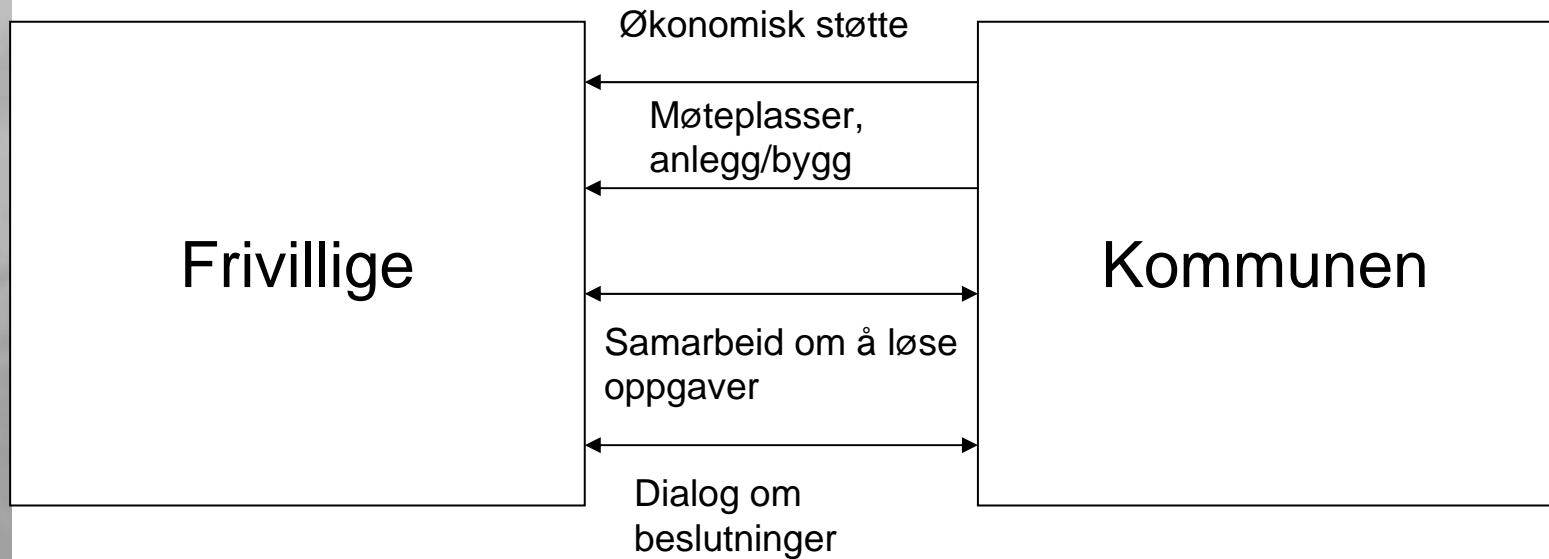 Økonomisk støtte
Møteplasser,
anlegg/bygg
Frivillige
Kommunen
Samarbeid om å løse
oppgaver
Dialog om
beslutninger